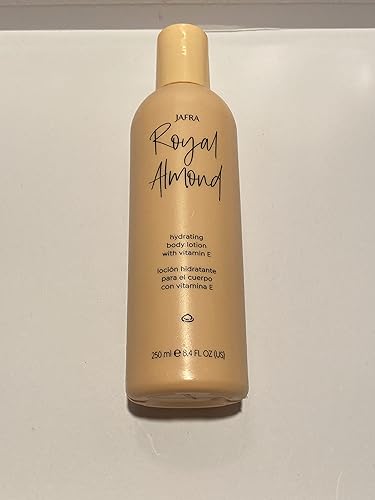 JAFRA
Royal
Almond
hydrating
body lotion
with vitamin E
loción hidratante
para el cuerpo
con vitamina E
250 ml ℮ 8.4 FL OZ (US)